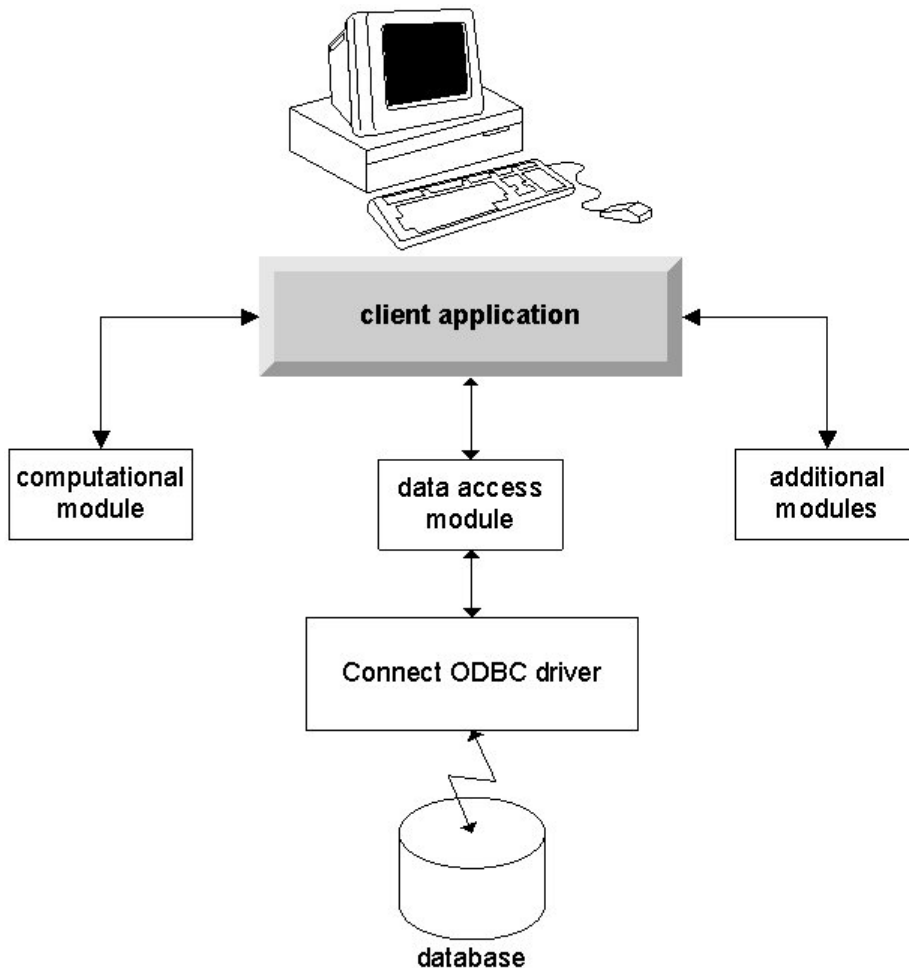 client application
computational
module
data access
module
additional
modules
Connect ODBC driver
database